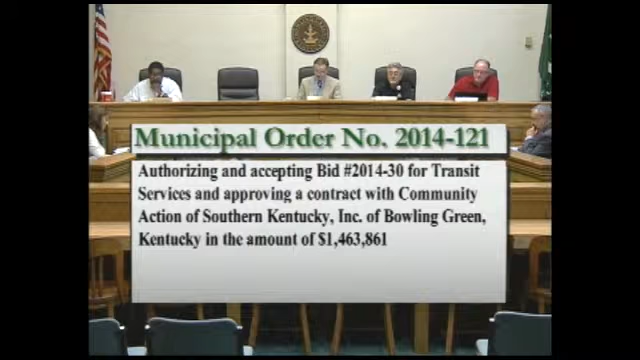 Municipal Order No. 2014-121
Authorizing and accepting Bid #2014-30 for Transit
Services and approving a contract with Community
Action of Southern Kentucky, Inc. of Bowling Green,
Kentucky in the amount of $1,463,861